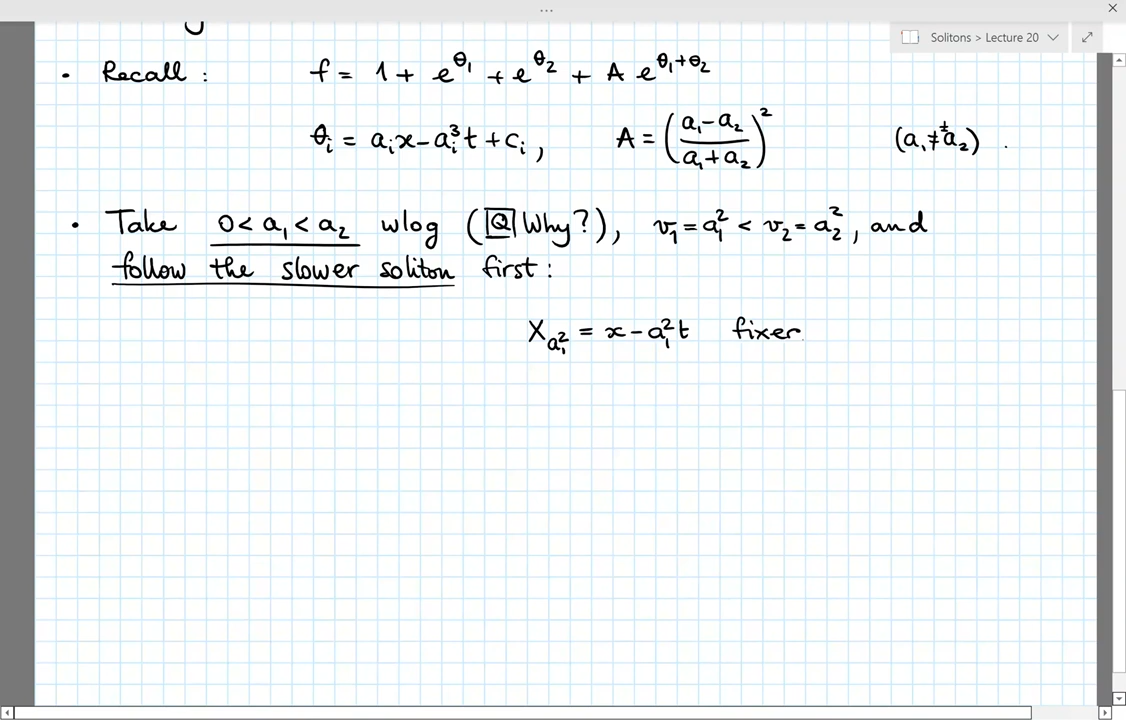 ...
Solitons > Lecture 20
• Recall : f = 1 + e^{θ_1} + e^{θ_2} + A e^{θ_1+θ_2}
θ_i = a_i x - a_i^3 t + c_i , A = ((a_1 - a_2)/(a_1 + a_2))^2 (a_1 ≠ ±a_2) .
• Take 0 < a_1 < a_2 wlog (Q Why?), v_1 = a_1^2 < v_2 = a_2^2, and
follow the slower soliton first :
X_{a_1^2} = x - a_1^2 t fixer